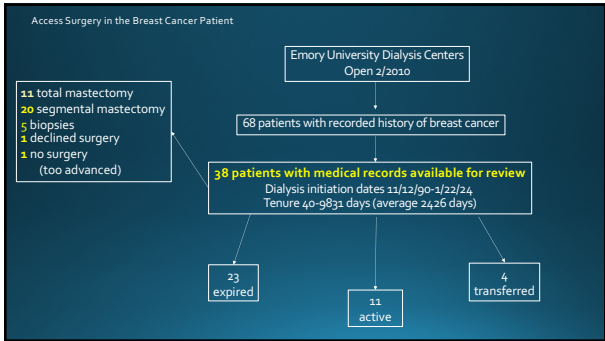 Access Surgery in the Breast Cancer Patient
Emory University Dialysis Centers
Open 2/2010
11 total mastectomy
20 segmental mastectomy
5 biopsies
1 declined surgery
1 no surgery
(too advanced)
68 patients with recorded history of breast cancer
38 patients with medical records available for review
Dialysis initiation dates 11/12/90-1/22/24
Tenure 40-9831 days (average 2426 days)
23
expired
11
active
4
transferred